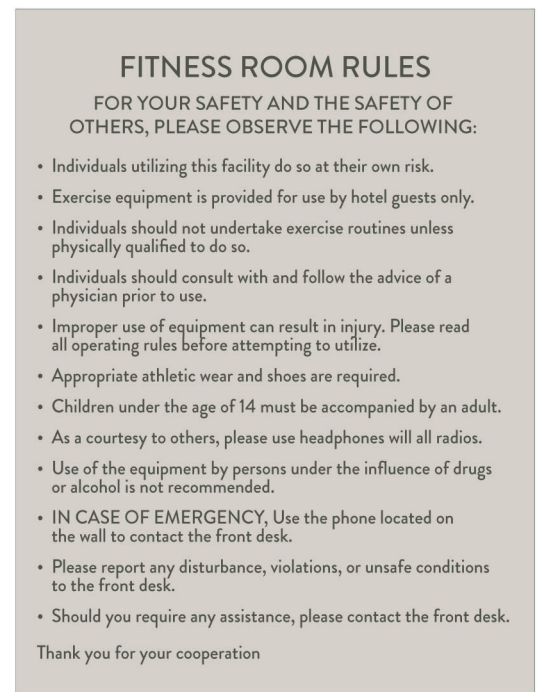 FITNESS ROOM RULES
FOR YOUR SAFETY AND THE SAFETY OF
OTHERS, PLEASE OBSERVE THE FOLLOWING:
• Individuals utilizing this facility do so at their own risk.
• Exercise equipment is provided for use by hotel guests only.
• Individuals should not undertake exercise routines unless
physically qualified to do so.
• Individuals should consult with and follow the advice of a
physician prior to use.
• Improper use of equipment can result in injury. Please read
all operating rules before attempting to utilize.
• Appropriate athletic wear and shoes are required.
• Children under the age of 14 must be accompanied by an adult.
• As a courtesy to others, please use headphones will all radios.
• Use of the equipment by persons under the influence of drugs
or alcohol is not recommended.
• IN CASE OF EMERGENCY, Use the phone located on
the wall to contact the front desk.
• Please report any disturbance, violations, or unsafe conditions
to the front desk.
• Should you require any assistance, please contact the front desk.
Thank you for your cooperation